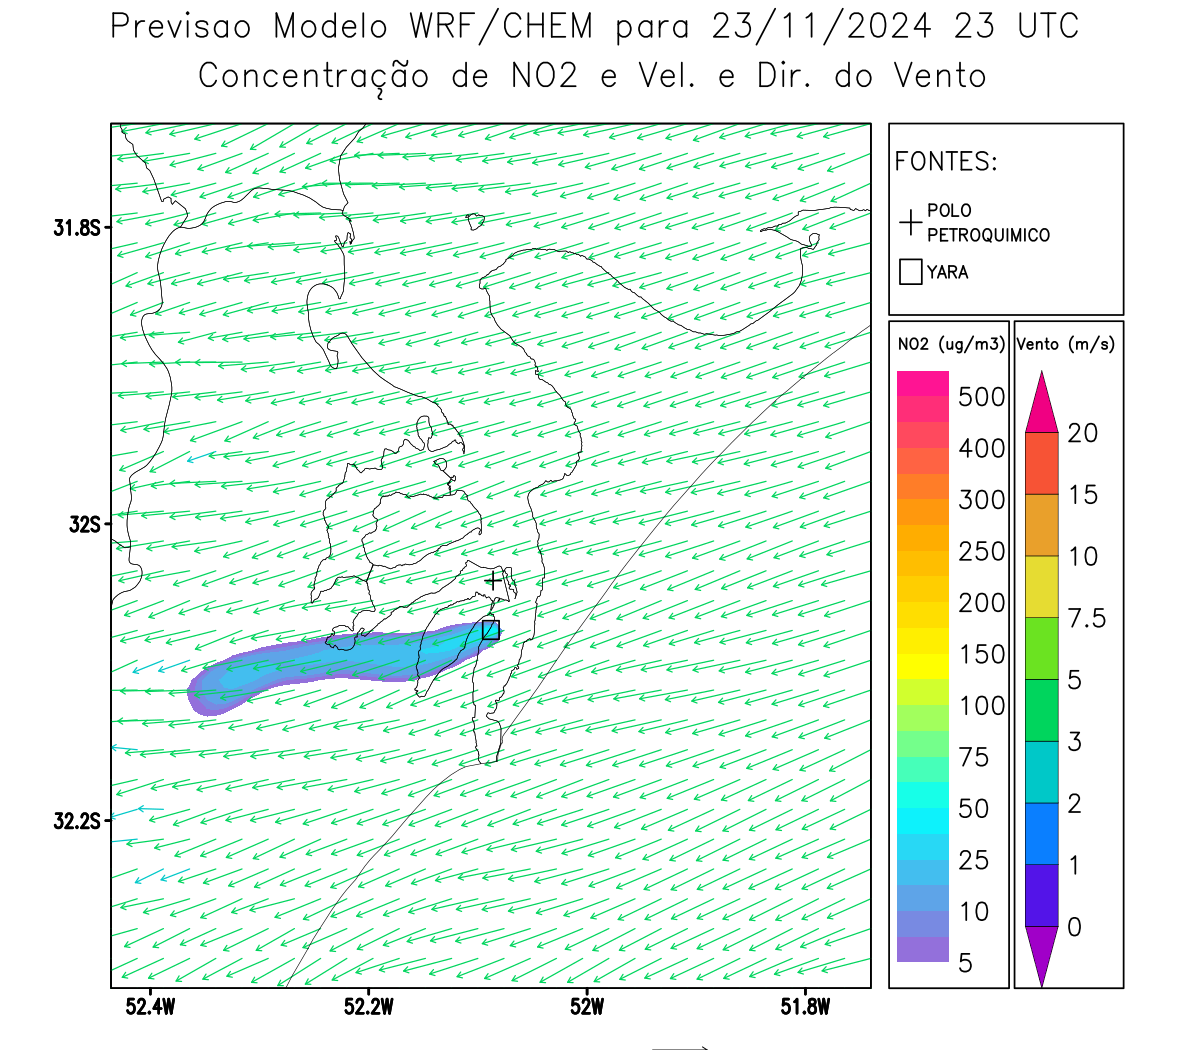 Previsao Modelo WRF/CHEM para 23/11/2024 23 UTC
Concentração de NO2 e Vel. e Dir. do Vento
FONTES:
POLO
PETROQUIMICO
YARA
NO2 (ug/m3)
500
400
300
250
200
150
100
75
50
25
10
5
Vento (m/s)
20
15
10
7.5
5
3
2
1
0
31.8S
32S
32.2S
52.4W
52.2W
52W
51.8W